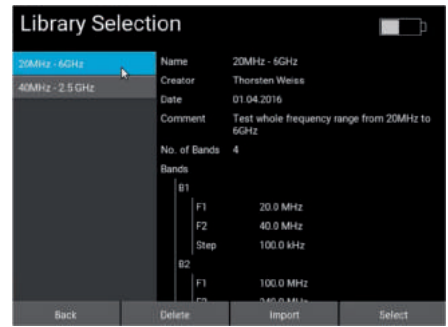 Library Selection
20MHz - 6GHz
40MHz - 2.5 GHz
Name 20MHz - 6GHz
Creator Thorsten Weiss
Date 01.04.2016
Comment Test whole frequency range from 20MHz to
6GHz
No. of Bands 4
Bands
B1
F1 20.0 MHz
F2 40.0 MHz
Step 100.0 kHz
B2
F1 100.0 MHz
Back Delete Import Select